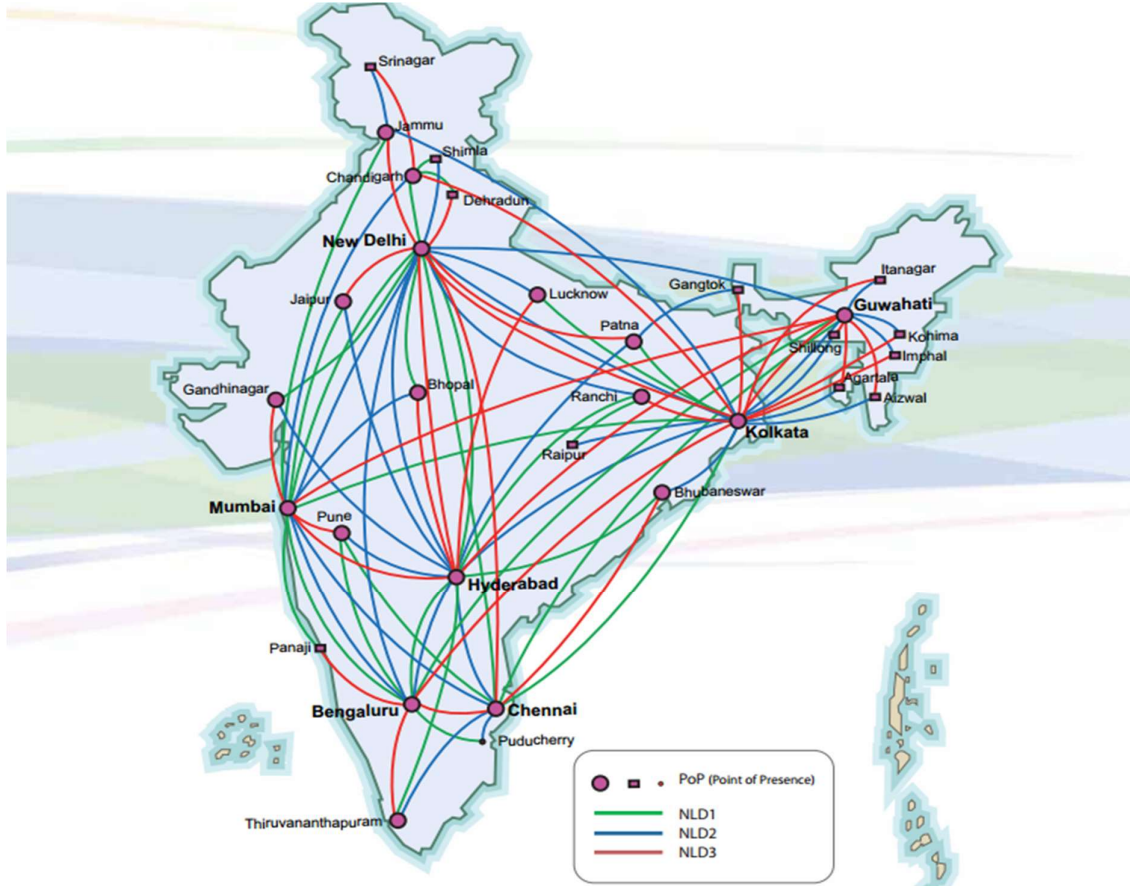 Srinagar
Jammu
Shimla
Chandigarh
Dehradun
New Delhi
Itanagar
Gangtok
Jaipur
Lucknow
Guwahati
Patna
Kohima
Shillong
Imphal
Gandhinagar
Bhopal
Ranchi
Agartala
Aizwal
Kolkata
Raipur
Bhubaneswar
Mumbai
Pune
Hyderabad
Panaji
Bengaluru
Chennai
Puducherry
PoP (Point of Presence)
NLD1
Thiruvananthapuram
NLD2
NLD3